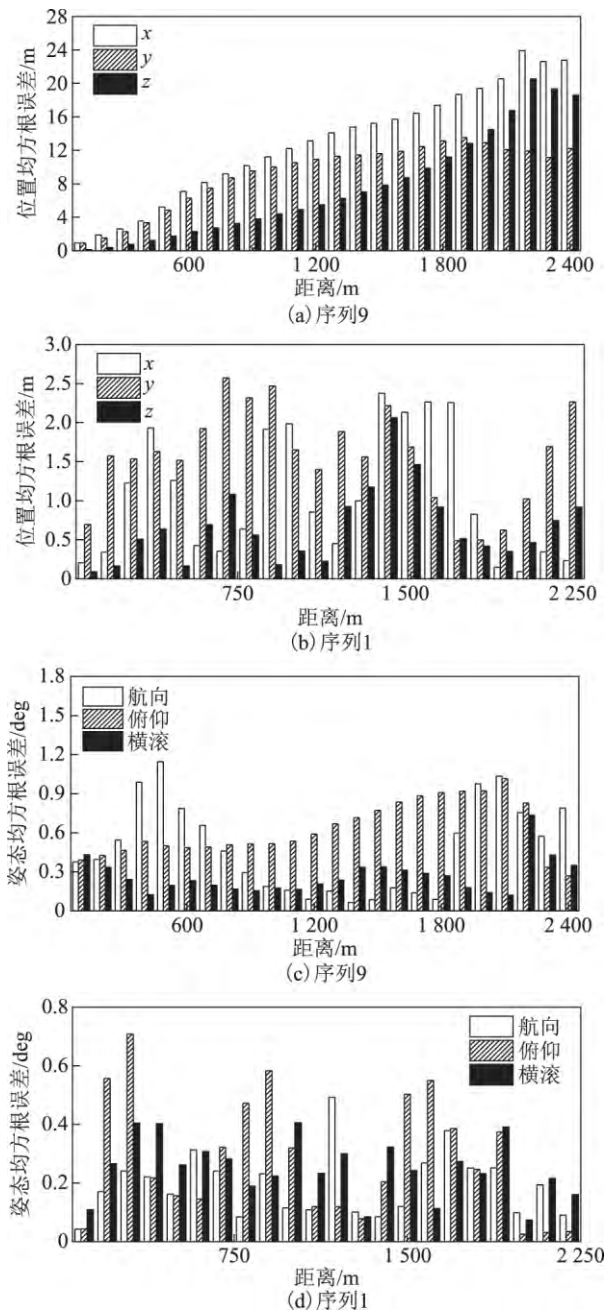 28
24
20
16
12
8
4
0
位置均方根误差/m
x
y
z
600
1 200
1 800
2 400
距离/m
(a)序列9
3.0
2.5
2.0
1.5
1.0
0.5
0
位置均方根误差/m
x
y
z
750
1 500
2 250
距离/m
(b)序列1
1.8
1.5
1.2
0.9
0.6
0.3
0
姿态均方根误差/deg
航向
俯仰
横滚
600
1 200
1 800
2 400
距离/m
(c)序列9
0.8
0.6
0.4
0.2
0
姿态均方根误差/deg
航向
俯仰
横滚
750
1 500
2 250
距离/m
(d)序列1